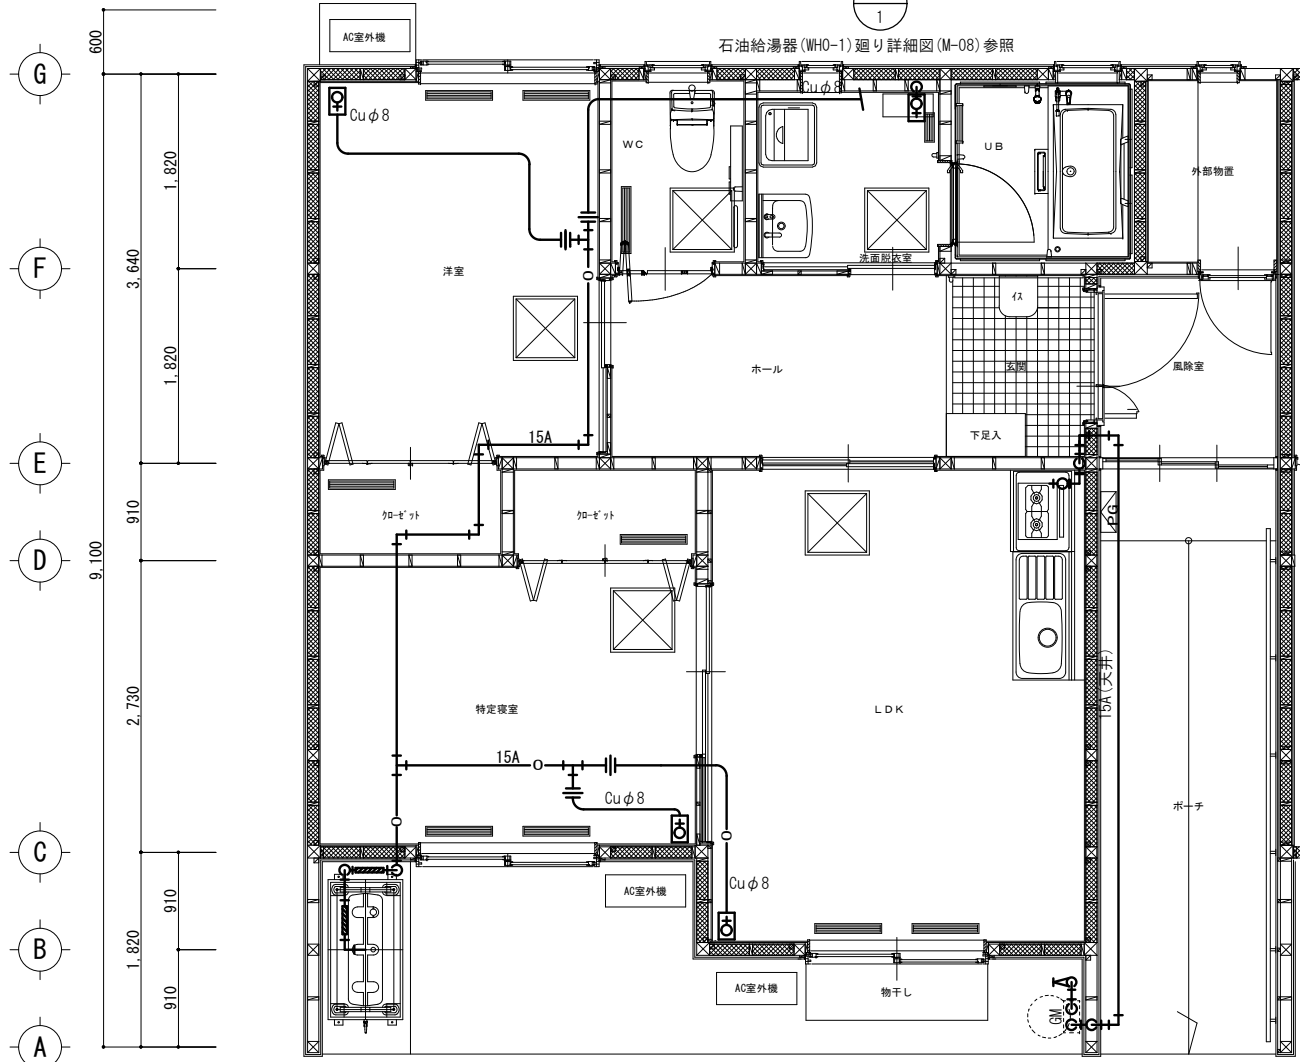 1
石油給湯器(WHO-1)廻り詳細図(M-08)参照
AC室外機
600
G
Cuφ8
Cuφ8
WC
UB
外部物置
1,820
3,640
F
洋室
洗面脱衣室
イス
1,820
ホール
玄関
風除室
15A
下足入
E
910
クローゼット
クローゼット
PG
D
9,100
15A(天井)
2,730
特定寝室
LDK
15A
Cuφ8
ポーチ
C
AC室外機
Cuφ8
910
B
1,820
AC室外機
物干し
910
GM
A